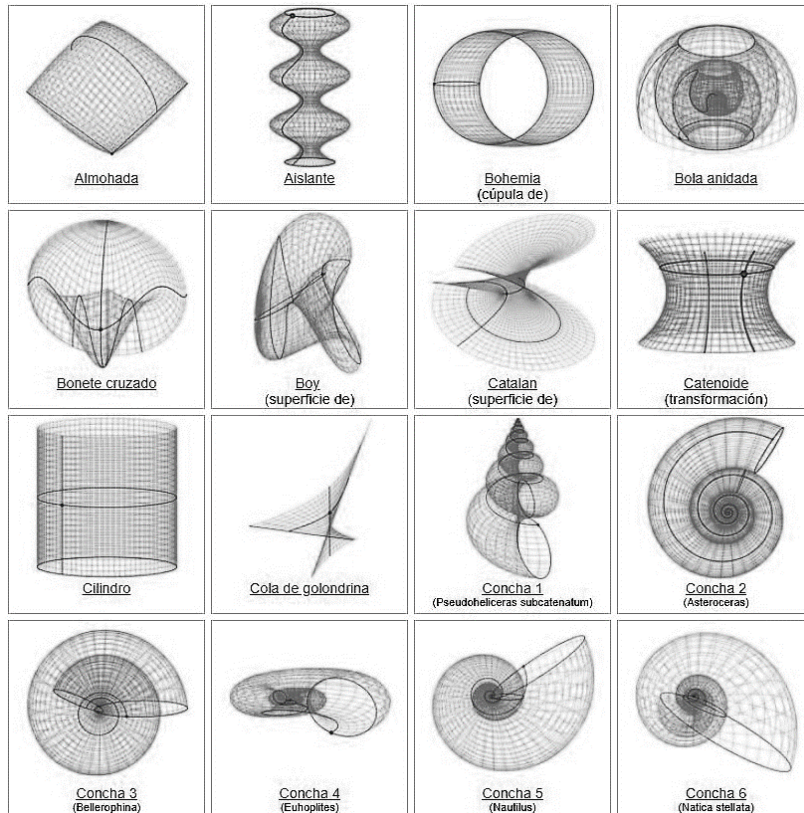 Almohada
Aislante
Bohemia
(cúpula de)
Bola anidada
Bonete cruzado
Boy
(superficie de)
Catalan
(superficie de)
Catenoide
(transformación)
Cilindro
Cola de golondrina
Concha 1
(Pseudoheliceras subcatenatum)
Concha 2
(Asteroceras)
Concha 3
(Bellerophina)
Concha 4
(Euhoplites)
Concha 5
(Nautilus)
Concha 6
(Natica stellata)